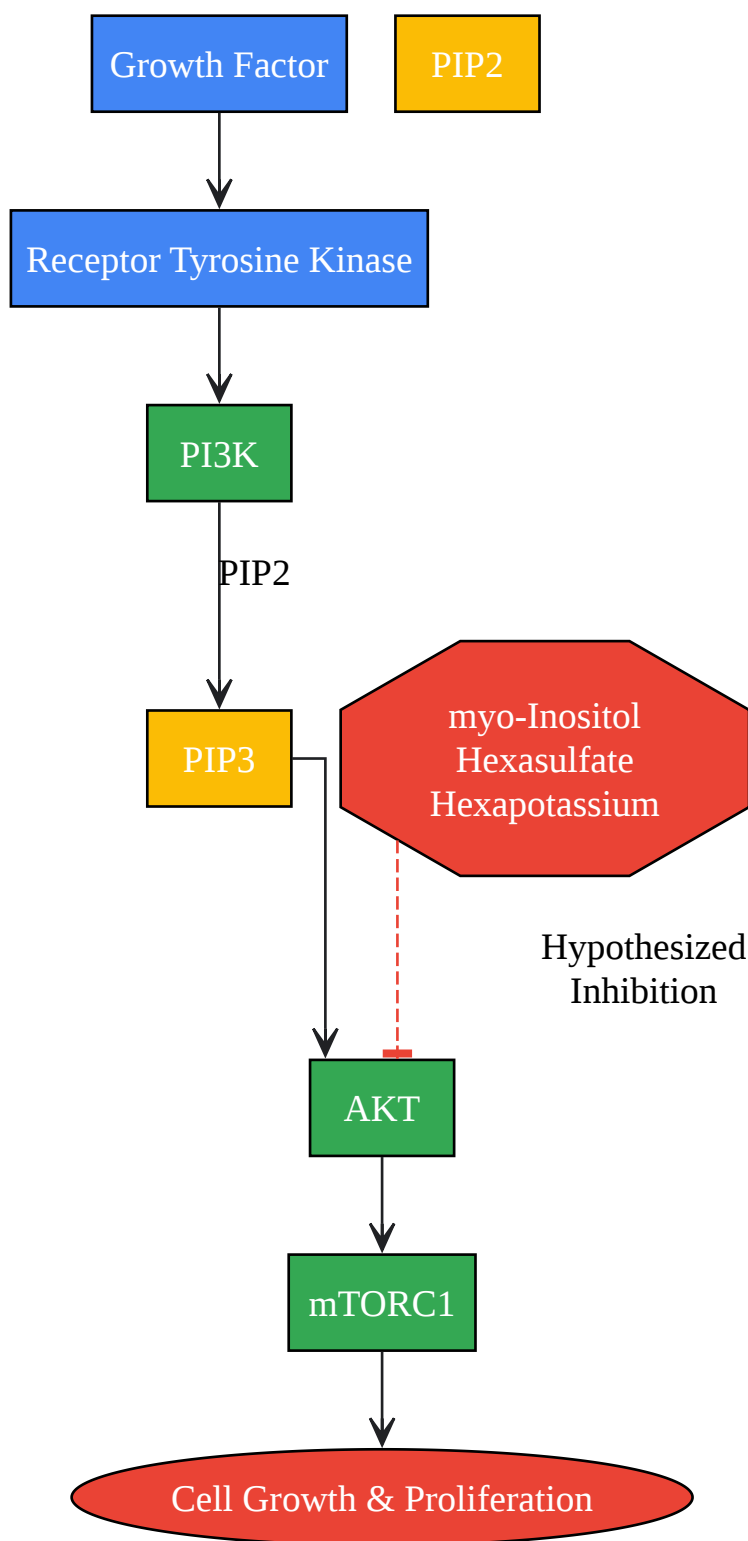 Growth Factor
PIP2
Receptor Tyrosine Kinase
PI3K
PIP2
PIP3
myo-Inositol
Hexasulfate
Hexapotassium
Hypothesized
Inhibition
AKT
mTORC1
Cell Growth & Proliferation